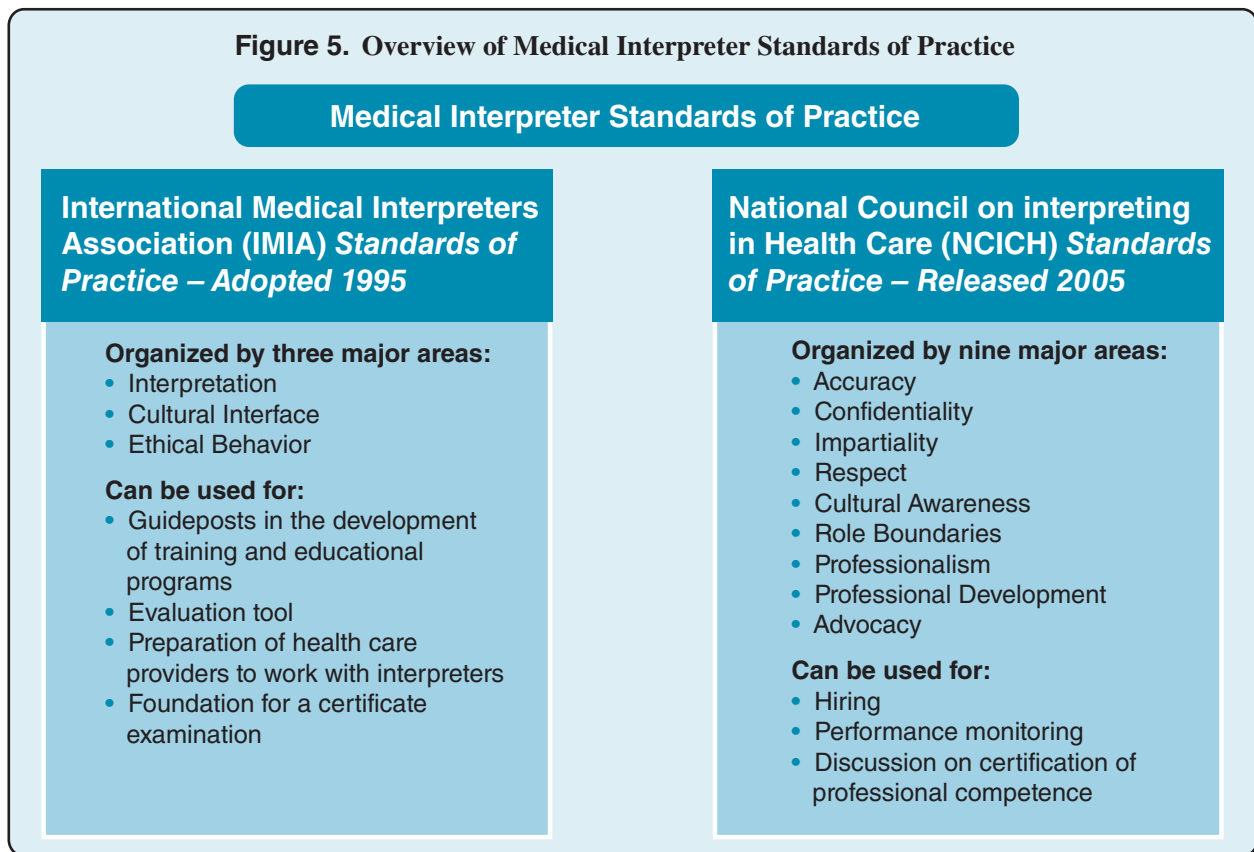 Figure 5. Overview of Medical Interpreter Standards of Practice
Medical Interpreter Standards of Practice
International Medical Interpreters
Association (IMIA) Standards of
Practice – Adopted 1995
Organized by three major areas:
• Interpretation
• Cultural Interface
• Ethical Behavior
Can be used for:
• Guideposts in the development
of training and educational
programs
• Evaluation tool
• Preparation of health care
providers to work with interpreters
• Foundation for a certificate
examination
National Council on interpreting
in Health Care (NCICH) Standards
of Practice – Released 2005
Organized by nine major areas:
• Accuracy
• Confidentiality
• Impartiality
• Respect
• Cultural Awareness
• Role Boundaries
• Professionalism
• Professional Development
• Advocacy
Can be used for:
• Hiring
• Performance monitoring
• Discussion on certification of
professional competence